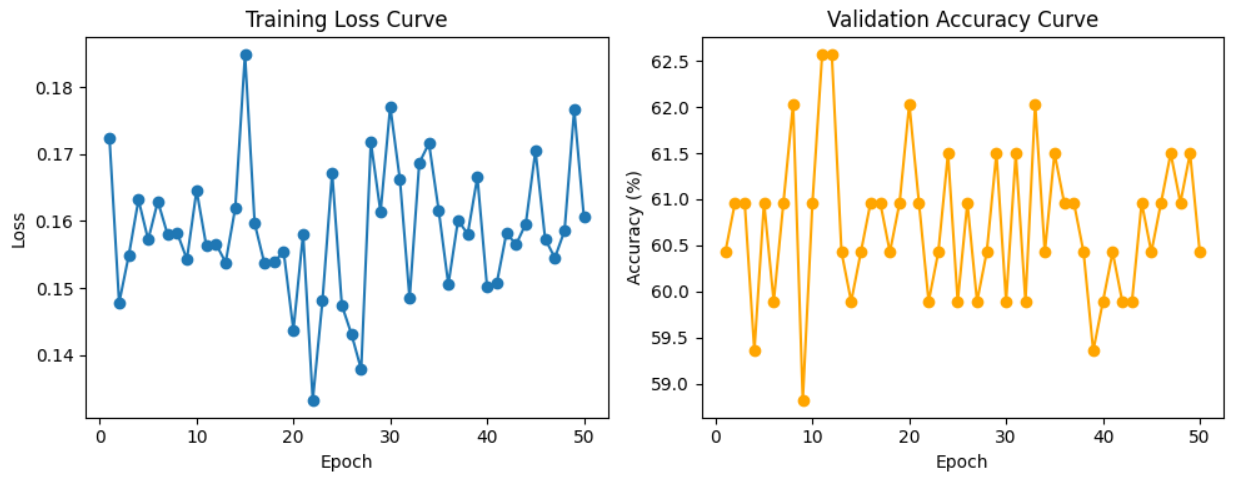 Training Loss Curve
Loss
0.18
0.17
0.16
0.15
0.14
0 10 20 30 40 50
Epoch
Validation Accuracy Curve
Accuracy (%)
62.5
62.0
61.5
61.0
60.5
60.0
59.5
59.0
0 10 20 30 40 50
Epoch